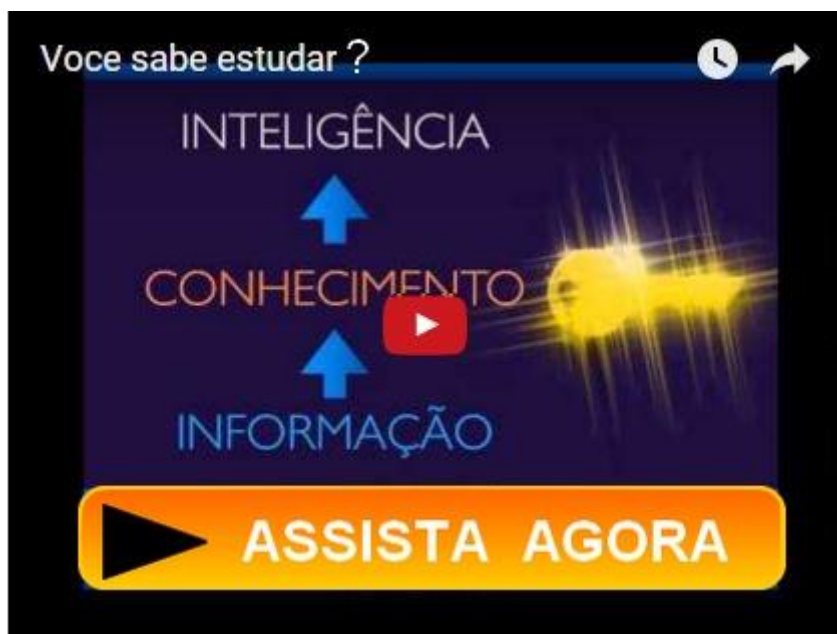 Voce sabe estudar ?
INTELIGÊNCIA
CONHECIMENTO
INFORMAÇÃO
ASSISTA AGORA